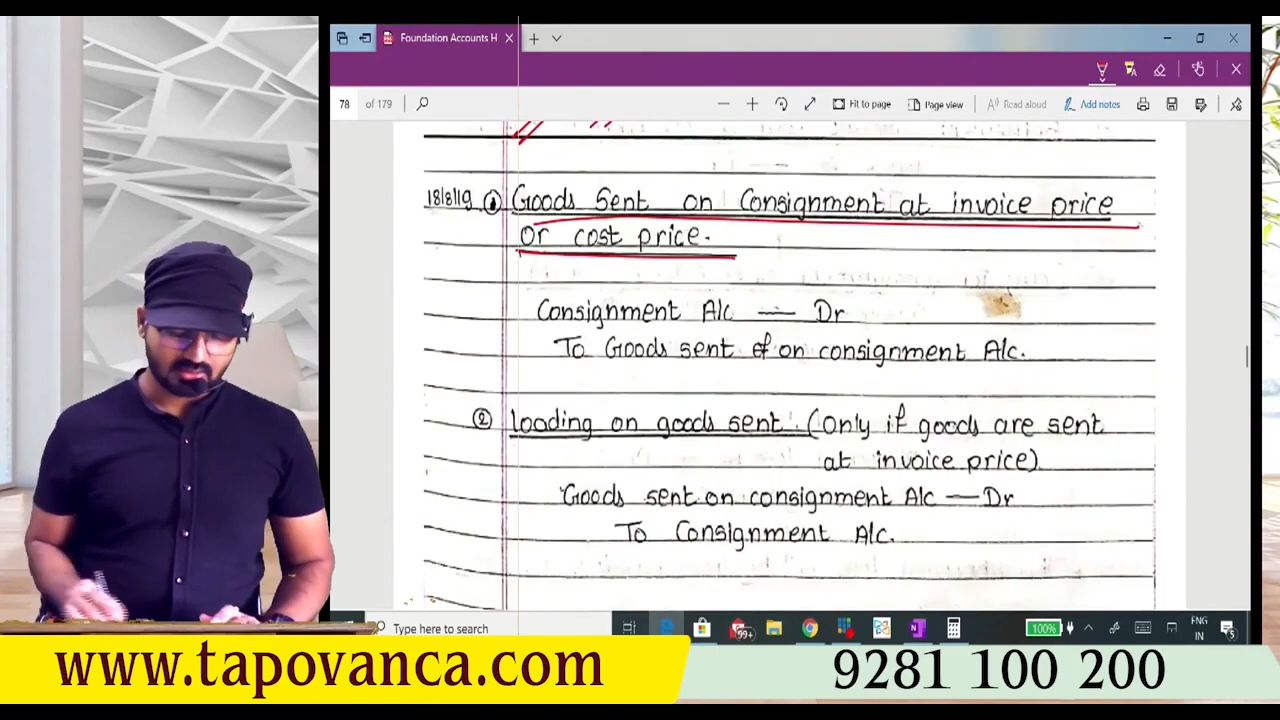 Foundation Accounts H
78 of 179
Fit to page
Page view
Read aloud
Add notes
18/8/19 ① Goods Sent on Consignment at invoice price
Or cost price.
Consignment A/c — Dr
To Goods sent of on consignment A/c.
② loading on goods sent. (only if goods are sent
at invoice price)
Goods sent on consignment A/c — Dr
To Consignment A/c.
Type here to search
99+
100%
ENG
IN
5
www.tapovanca.com
9281 100 200